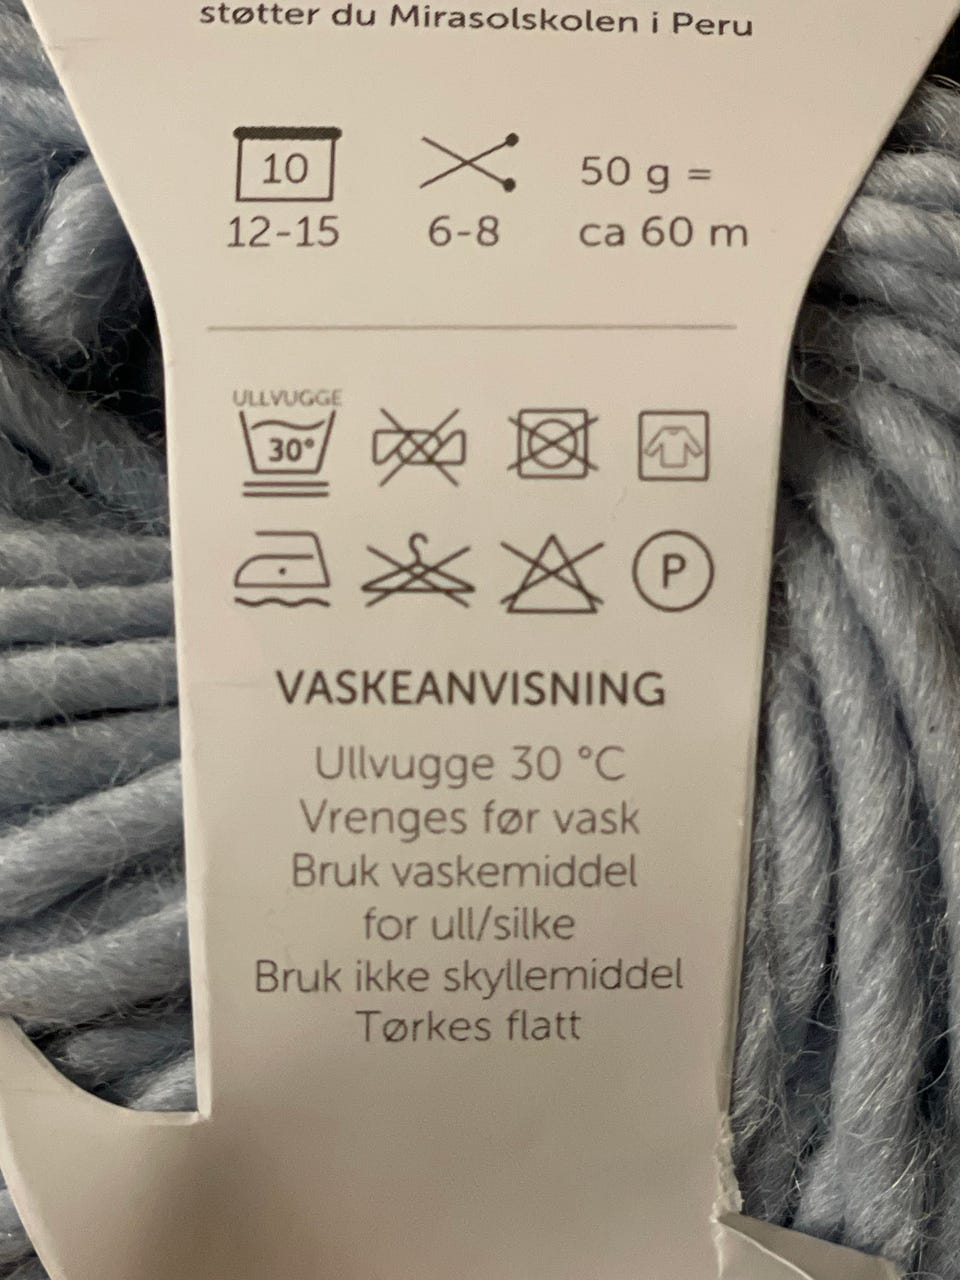 støtter du Mirasolskolen i Peru
10
12-15
6-8
50 g =
ca 60 m
ULLVUGGE
30°
P
VASKEANVISNING
Ullvugge 30 °C
Vrenges før vask
Bruk vaskemiddel
for ull/silke
Bruk ikke skyllemiddel
Tørkes flatt